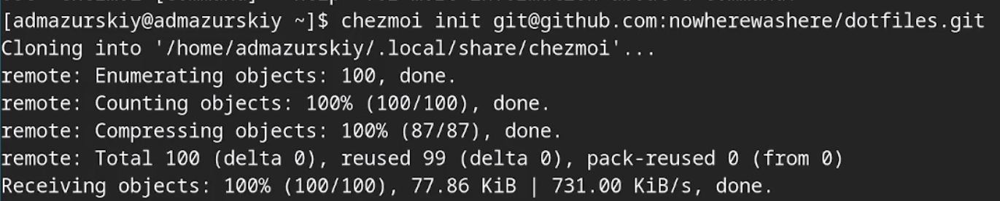 [admazurskiy@admazurskiy ~]$ chezmoi init git@github.com:nowherewashere/dotfiles.git
Cloning into '/home/admazurskiy/.local/share/chezmoi'...
remote: Enumerating objects: 100, done.
remote: Counting objects: 100% (100/100), done.
remote: Compressing objects: 100% (87/87), done.
remote: Total 100 (delta 0), reused 99 (delta 0), pack-reused 0 (from 0)
Receiving objects: 100% (100/100), 77.86 KiB | 731.00 KiB/s, done.